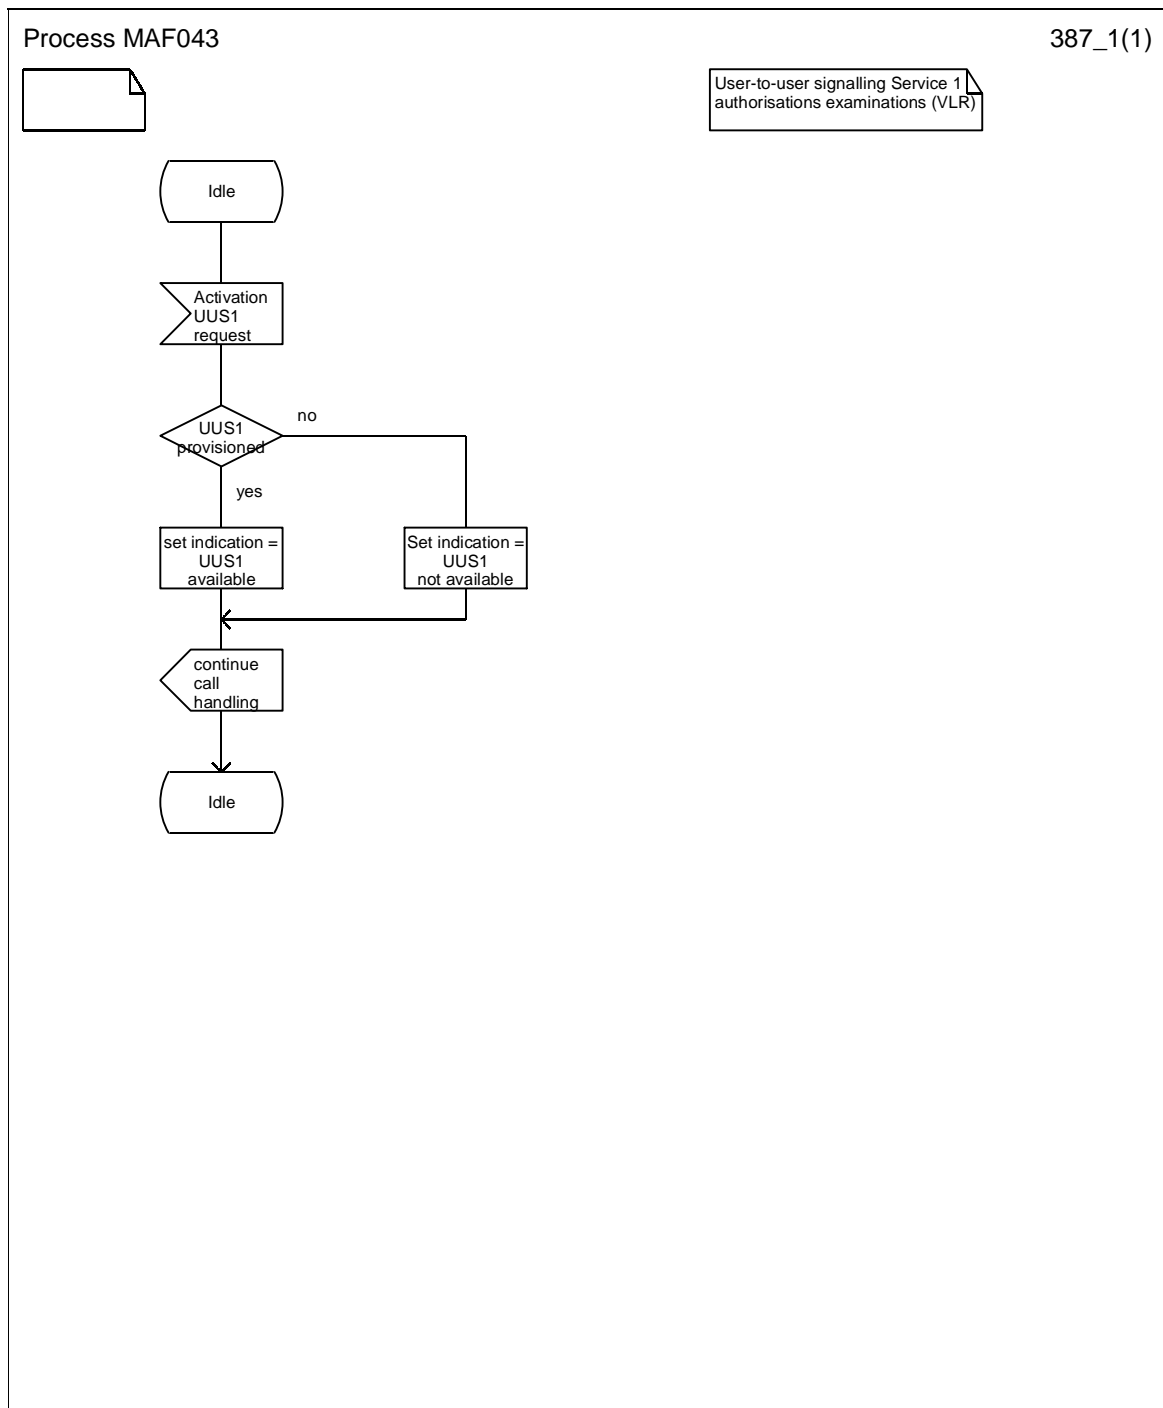 Process MAF043
387_1(1)
User-to-user signalling Service 1
authorisations examinations (VLR)
Idle
Activation
UUS1
request
UUS1
provisioned
no
yes
set indication =
UUS1
available
Set indication =
UUS1
not available
continue
call
handling
Idle